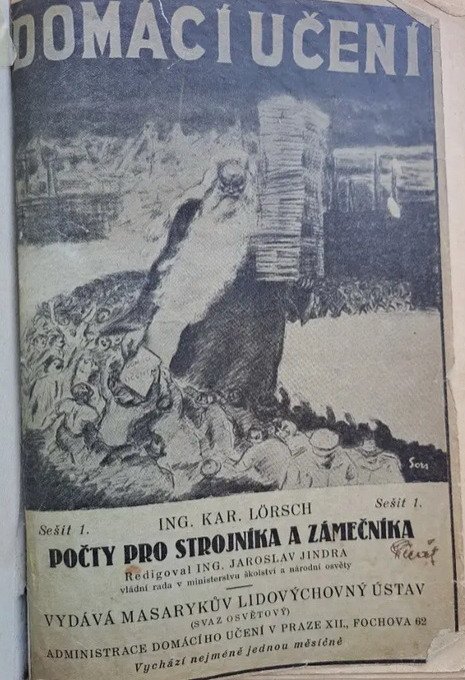 DOMÁCÍ UČENÍ
Sešit 1. ING. KAR. LÖRSCH Sešit 1.
POČTY PRO STROJNÍKA A ZÁMEČNÍKA
Redigoval ING. JAROSLAV JINDRA
vládní rada v ministerstvu školství a národní osvěty
VYDÁVÁ MASARYKŮV LIDOVÝCHOVNÝ ÚSTAV
(SVAZ OSVĚTOVÝ)
ADMINISTRACE DOMÁCÍHO UČENÍ V PRAZE XII., FOCHOVA 62
Vychází nejméně jednou měsíčně